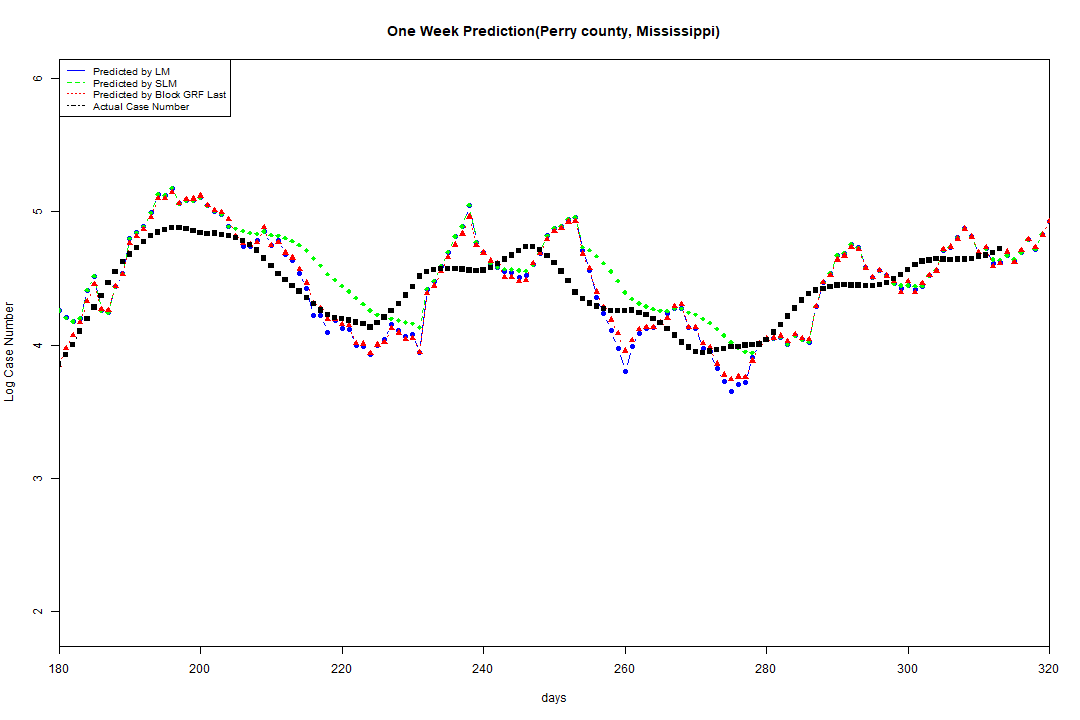 One Week Prediction(Perry county, Mississippi)
Predicted by LM
Predicted by SLM
Predicted by Block GRF Last
Actual Case Number
6
5
4
3
2
Log Case Number
180 200 220 240 260 280 300 320
days